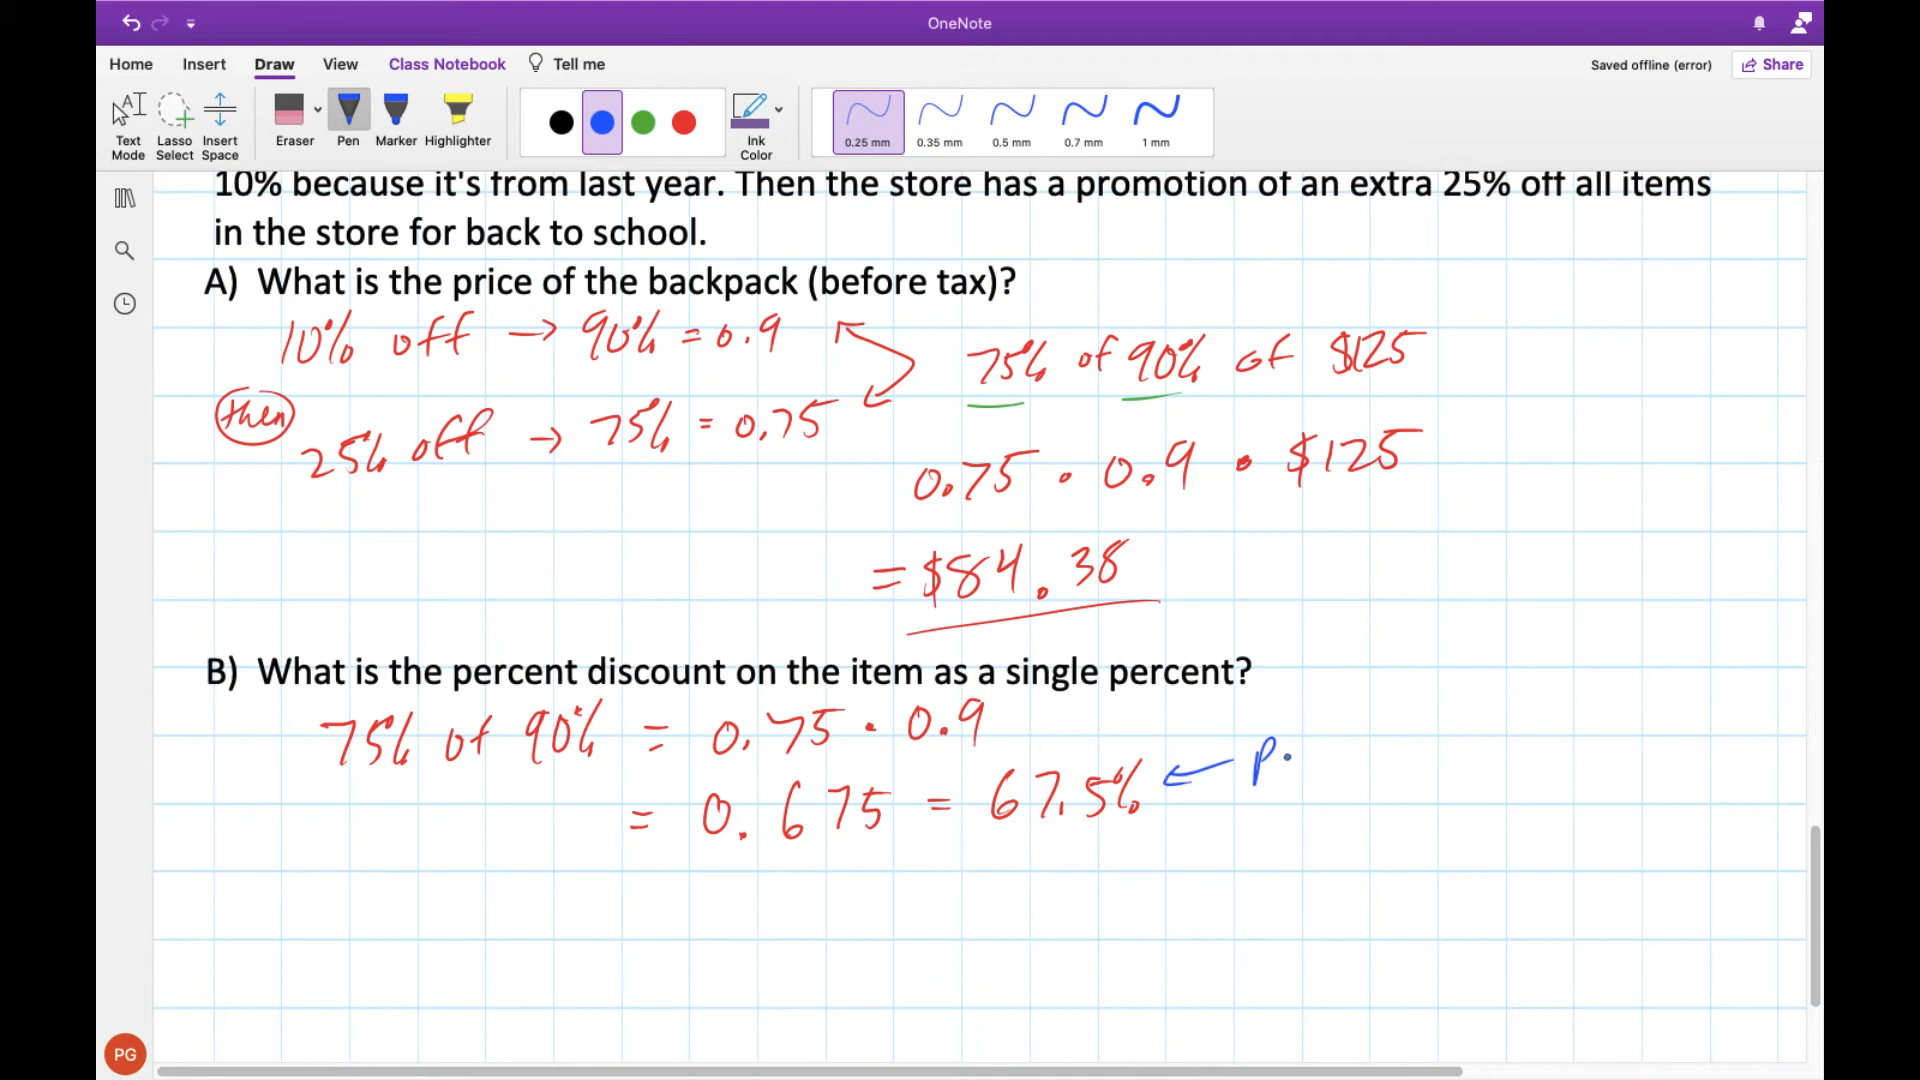 OneNote
Home Insert Draw View Class Notebook Tell me
Saved offline (error) Share
Text Mode
Lasso Select
Insert Space
Eraser
Pen
Marker
Highlighter
Ink Color
0.25 mm
0.35 mm
0.5 mm
0.7 mm
1 mm
10% because it's from last year. Then the store has a promotion of an extra 25% off all items
in the store for back to school.
A) What is the price of the backpack (before tax)?
10% off → 90% = 0.9
then
25% off → 75% = 0.75
75% of 90% of $125
0.75 · 0.9 · $125
= $84.38
B) What is the percent discount on the item as a single percent?
75% of 90% = 0.75 · 0.9
= 0.675 = 67.5% ← P
PG